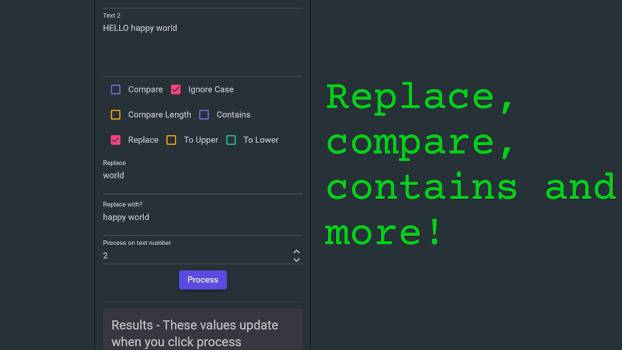 Text 2
HELLO happy world
Compare Ignore Case
Compare Length Contains
Replace To Upper To Lower
Replace
world
Replace with?
happy world
Process on text number
2
Process
Results - These values update
when you click process
Replace,
compare,
contains and
more!